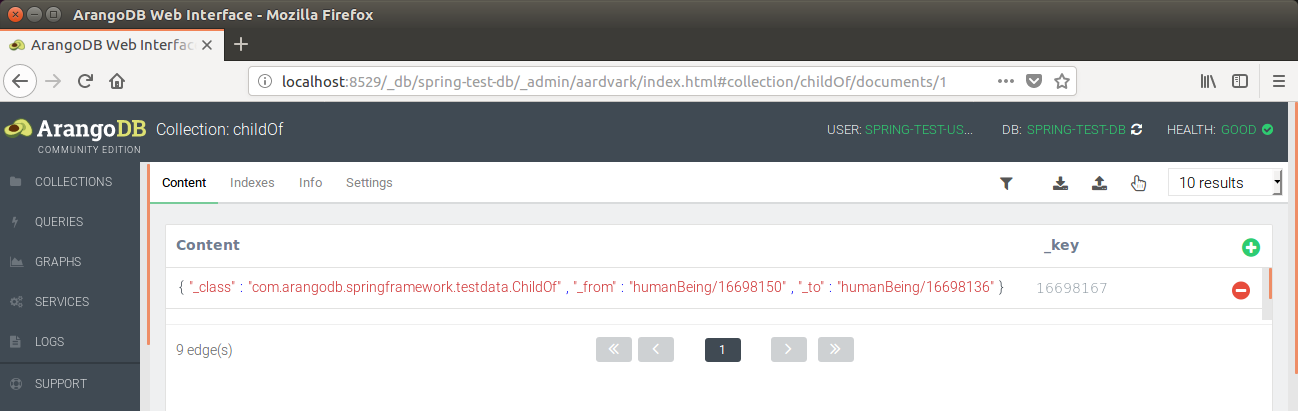 ArangoDB Web Interface - Mozilla Firefox
ArangoDB Web Interfac
localhost:8529/_db/spring-test-db/_admin/aardvark/index.html#collection/childOf/documents/1
ArangoDB Collection: childOf USER: SPRING-TEST-US... DB: SPRING-TEST-DB HEALTH: GOOD
COMMUNITY EDITION
COLLECTIONS Content Indexes Info Settings 10 results
QUERIES
Content _key
GRAPHS
{ "_class" : "com.arangodb.springframework.testdata.ChildOf" , "_from" : "humanBeing/16698150" , "_to" : "humanBeing/16698136" } 16698167
SERVICES
LOGS
9 edge(s) 1
SUPPORT